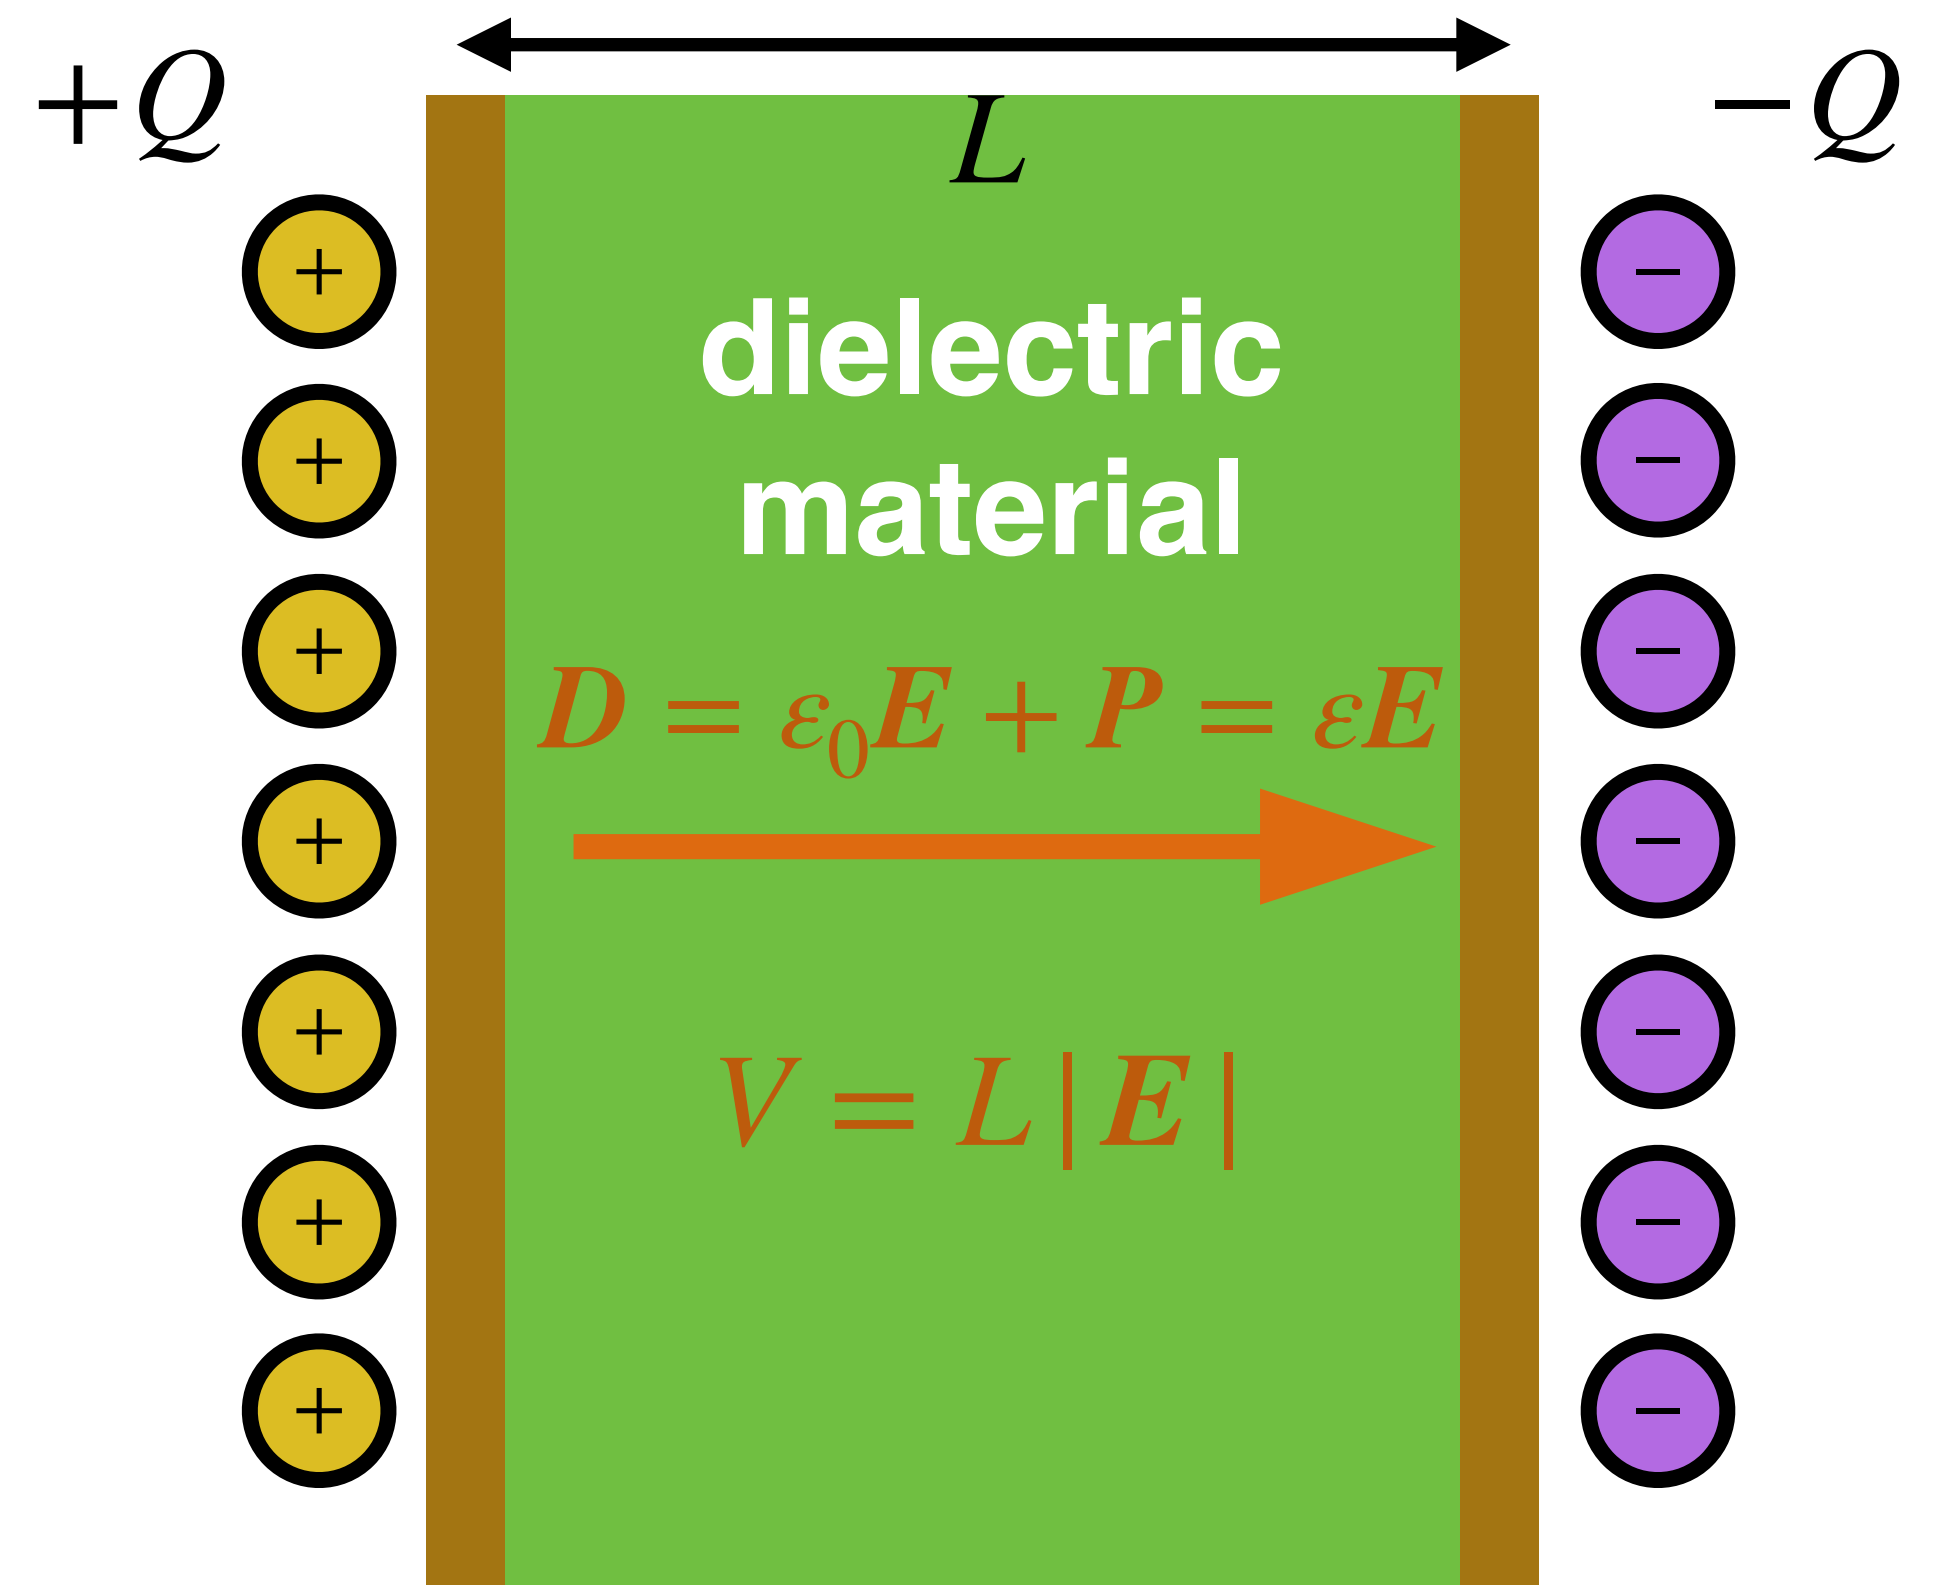 +Q
L
−Q
dielectric
material
D = ε₀E + P = εE
V = L|E|
+ −
+ −
+ −
+ −
+ −
+ −
+ −